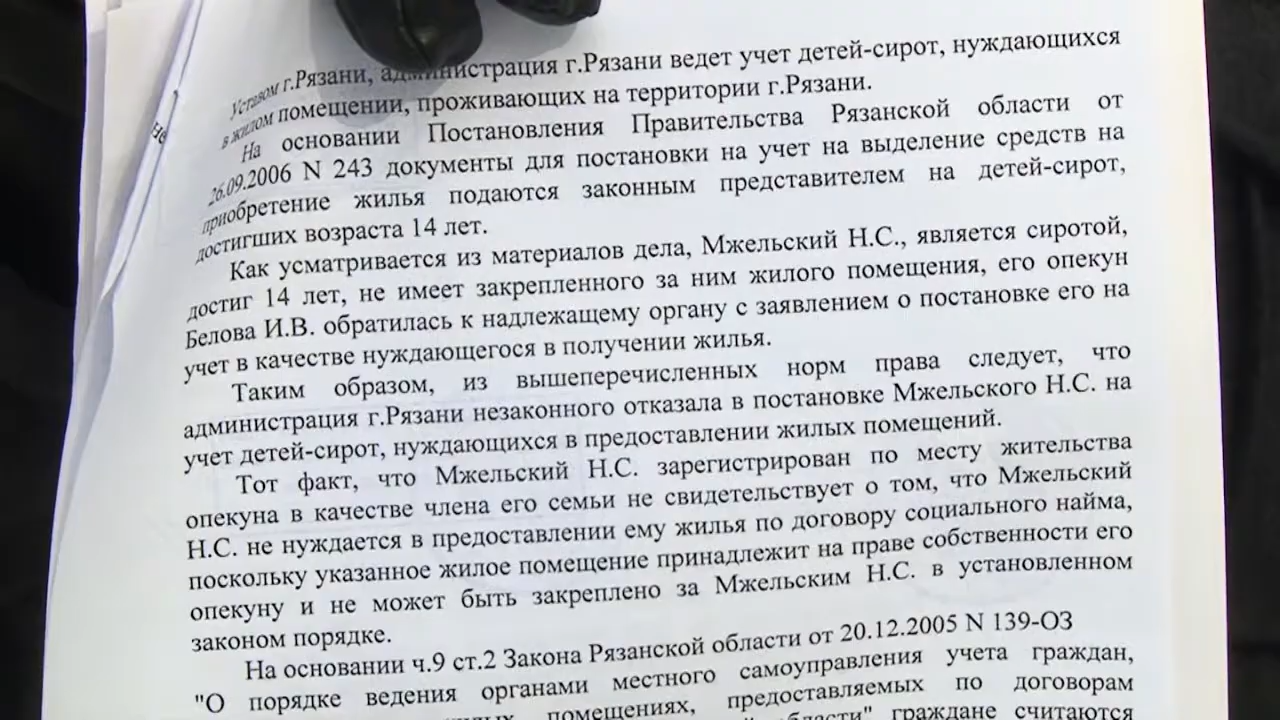 Уставом г.Рязани, администрация г.Рязани ведет учет детей-сирот, нуждающихся
в жилом помещении, проживающих на территории г.Рязани.
На основании Постановления Правительства Рязанской области от
26.09.2006 N 243 документы для постановки на учет на выделение средств на
приобретение жилья подаются законным представителем на детей-сирот,
достигших возраста 14 лет.
Как усматривается из материалов дела, Мжельский Н.С., является сиротой,
достиг 14 лет, не имеет закрепленного за ним жилого помещения, его опекун
Белова И.В. обратилась к надлежащему органу с заявлением о постановке его на
учет в качестве нуждающегося в получении жилья.
Таким образом, из вышеперечисленных норм права следует, что
администрация г.Рязани незаконного отказала в постановке Мжельского Н.С. на
учет детей-сирот, нуждающихся в предоставлении жилых помещений.
Тот факт, что Мжельский Н.С. зарегистрирован по месту жительства
опекуна в качестве члена его семьи не свидетельствует о том, что Мжельский
Н.С. не нуждается в предоставлении ему жилья по договору социального найма,
поскольку указанное жилое помещение принадлежит на праве собственности его
опекуну и не может быть закреплено за Мжельским Н.С. в установленном
законом порядке.
На основании ч.9 ст.2 Закона Рязанской области от 20.12.2005 N 139-ОЗ
"О порядке ведения органами местного самоуправления учета граждан,
помещениях, предоставляемых по договорам
области" граждане считаются